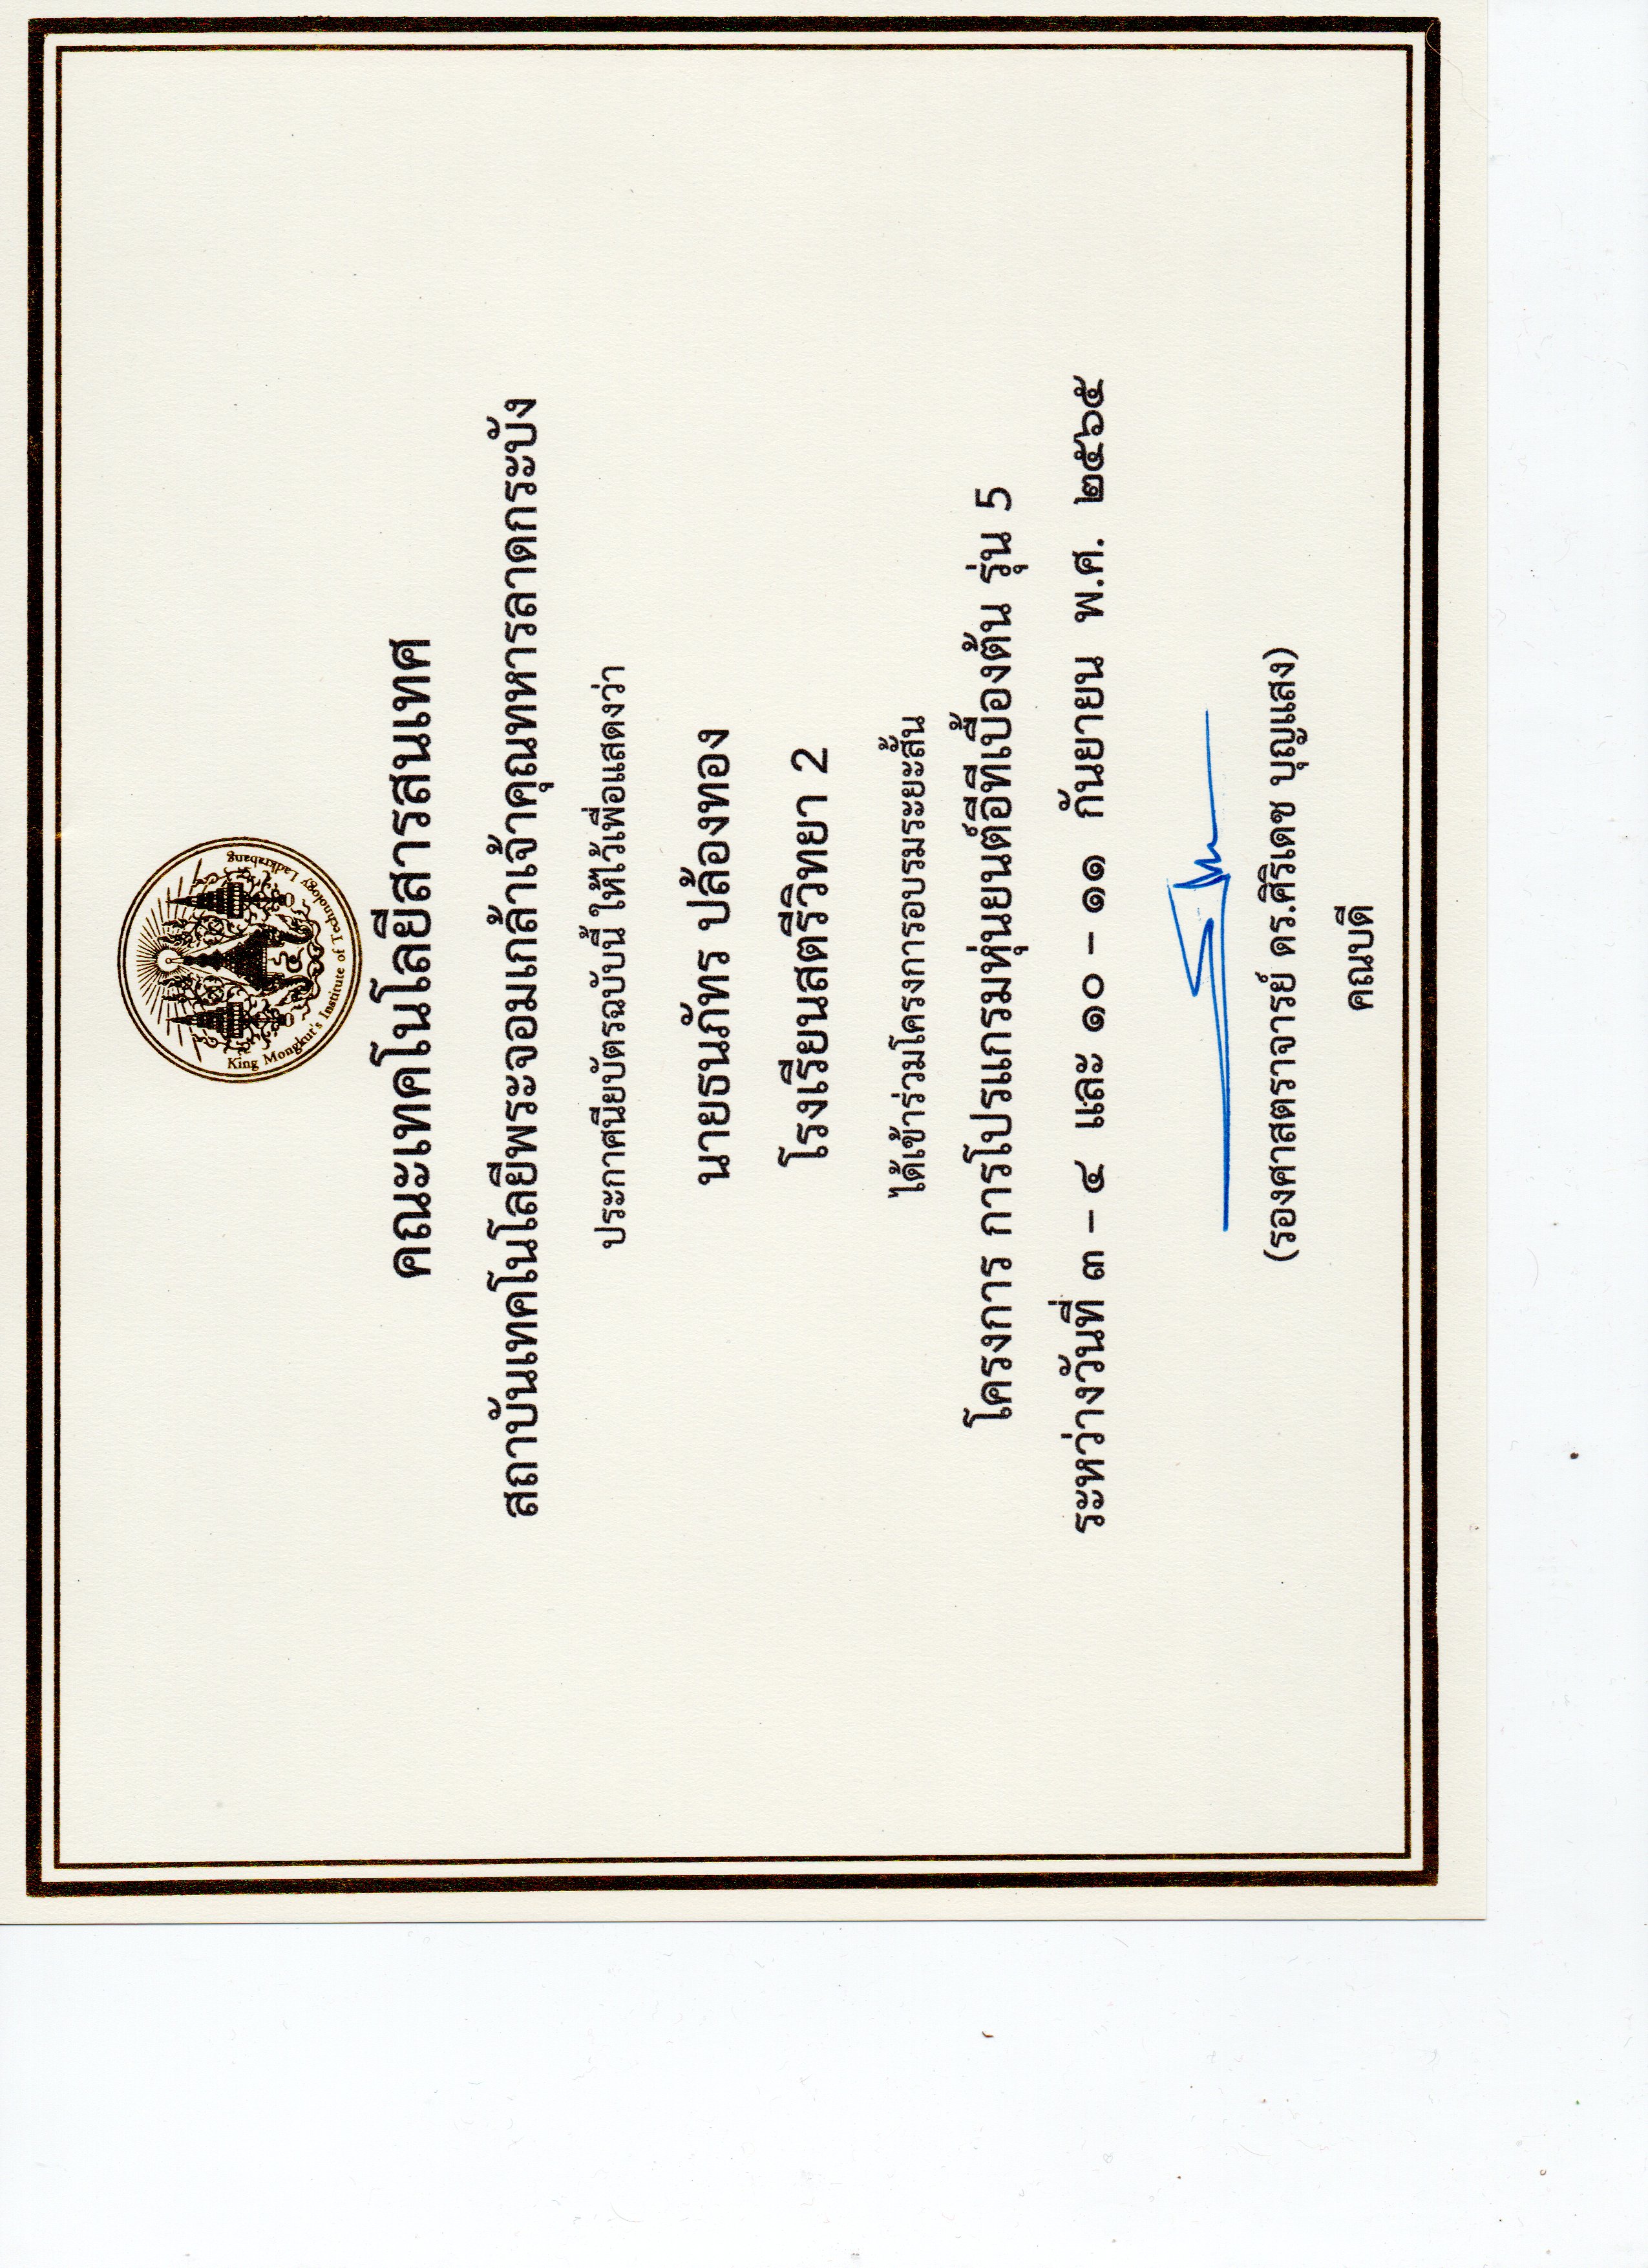 King Mongkut's Institute of Technology Ladkrabang
คณะเทคโนโลยีสารสนเทศ
สถาบันเทคโนโลยีพระจอมเกล้าเจ้าคุณทหารลาดกระบัง
ประกาศนียบัตรฉบับนี้ ให้ไว้เพื่อแสดงว่า
นายธนภัทร ปล้องทอง
โรงเรียนสตรีวิทยา 2
ได้เข้าร่วมโครงการอบรมระยะสั้น
โครงการ การโปรแกรมหุ่นยนต์อีทีเบื้องต้น รุ่น 5
ระหว่างวันที่ ๓ – ๔ และ ๑๐ – ๑๑ กันยายน พ.ศ. ๒๕๖๕
(รองศาสตราจารย์ ดร.ศิริเดช บุญแสง)
คณบดี